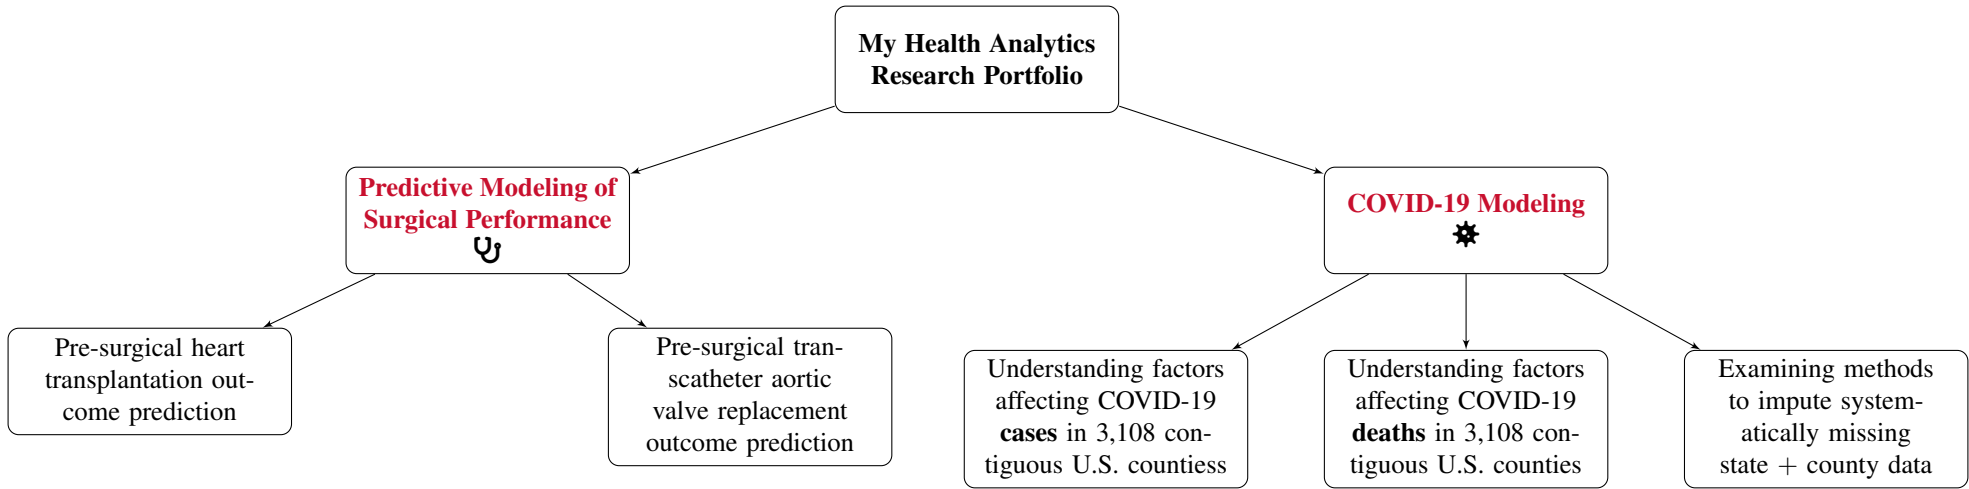 My Health Analytics
Research Portfolio
Predictive Modeling of
Surgical Performance
COVID-19 Modeling
Pre-surgical heart
transplantation out-
come prediction
Pre-surgical tran-
scatheter aortic
valve replacement
outcome prediction
Understanding factors
affecting COVID-19
cases in 3,108 con-
tiguous U.S. countiess
Understanding factors
affecting COVID-19
deaths in 3,108 con-
tiguous U.S. counties
Examining methods
to impute system-
atically missing
state + county data